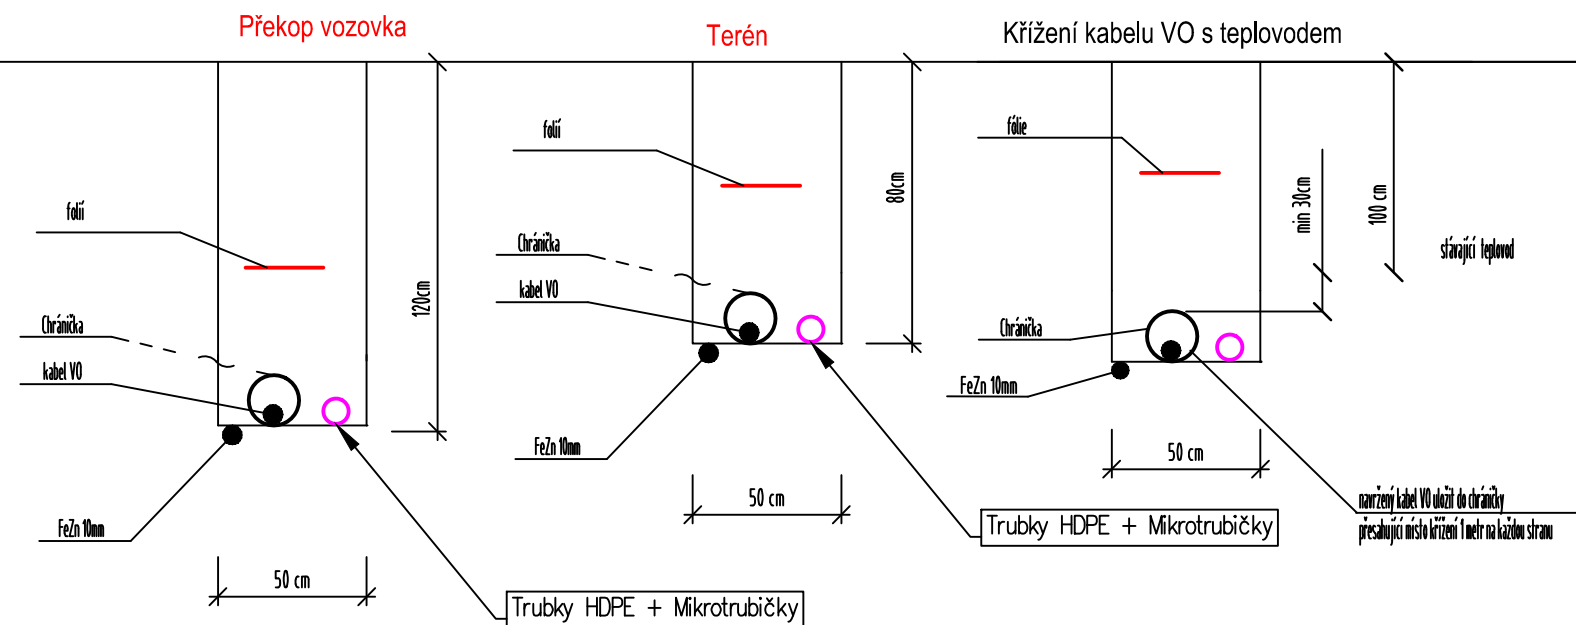 Překop vozovka
folií
Chránička
kabel VO
FeZn 10mm
120cm
50 cm
Trubky HDPE + Mikrotrubičky
Terén
folií
Chránička
kabel VO
FeZn 10mm
80cm
50 cm
Trubky HDPE + Mikrotrubičky
Křížení kabelu VO s teplovodem
fólie
Chránička
FeZn 10mm
min 30cm
100 cm
stávající teplovod
50 cm
navržený kabel VO uložit do chráničky
přesahující místo křížení 1 metr na každou stranu